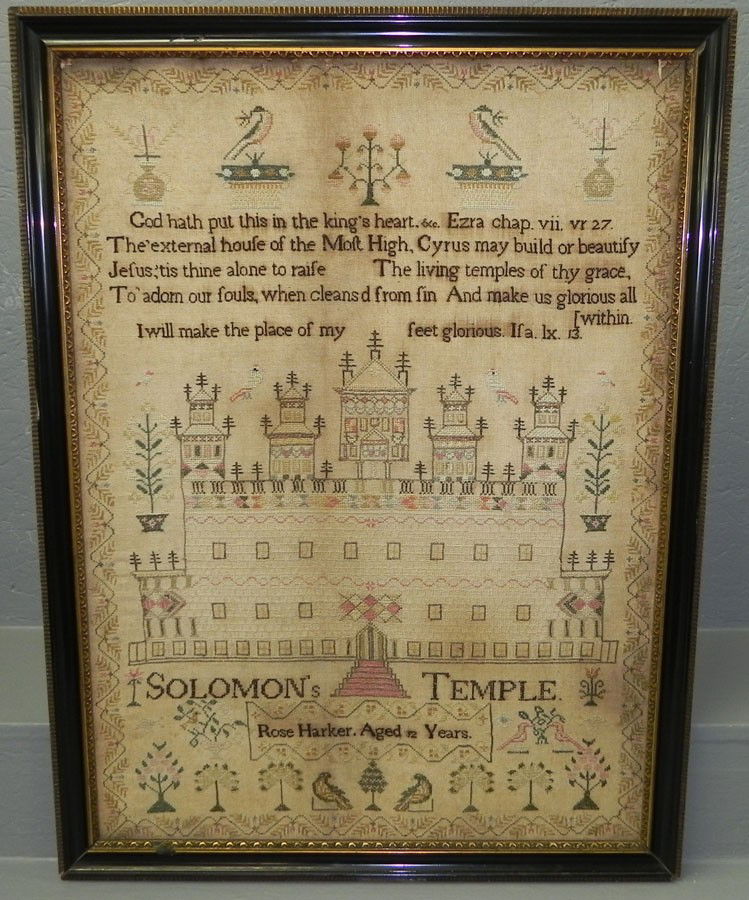 God hath put this in the king's heart. &c. Ezra chap. vii. vr 27.
The external houſe of the Moſt High, Cyrus may build or beautify
Jeſus; 'tis thine alone to raiſe The living temples of thy grace,
To adorn our ſouls, when cleansd from ſin And make us glorious all
[within.
I will make the place of my feet glorious. Iſa. lx. 13.
SOLOMON'S TEMPLE.
Rose Harker. Aged 12 Years.